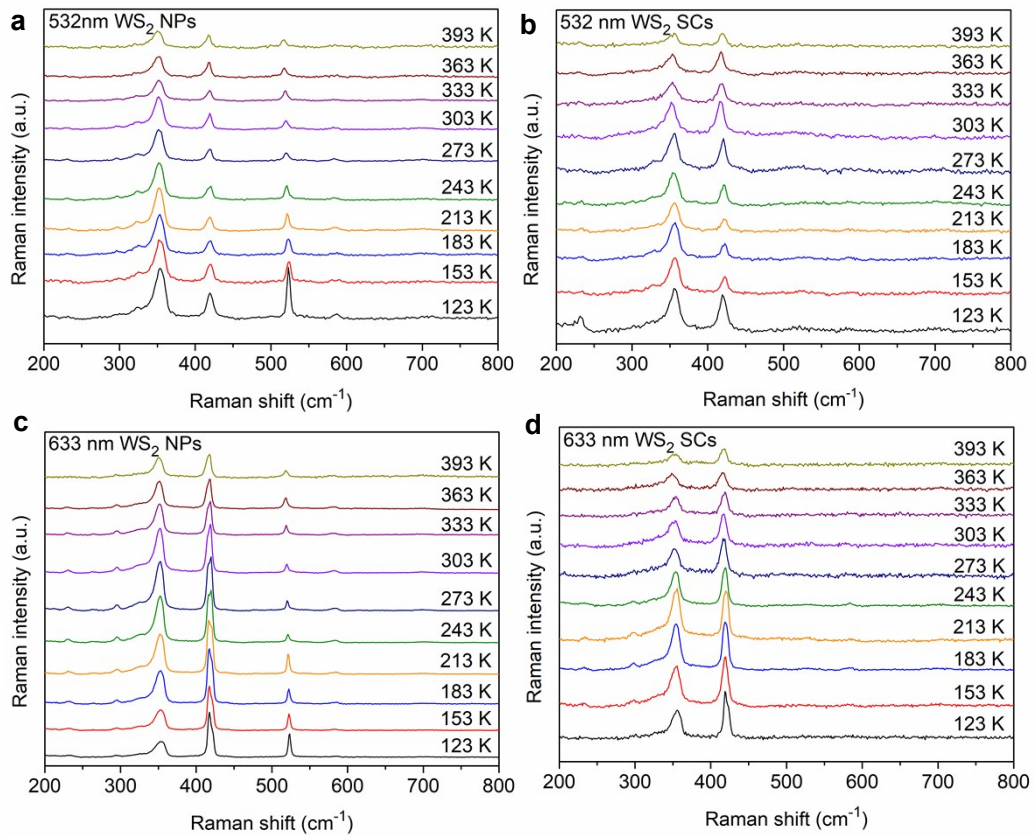 a
532nm WS₂ NPs
393 K
363 K
333 K
303 K
273 K
243 K
213 K
183 K
153 K
123 K
200 300 400 500 600 700 800
Raman shift (cm⁻¹)
Raman intensity (a.u.)
b
532 nm WS₂ SCs
393 K
363 K
333 K
303 K
273 K
243 K
213 K
183 K
153 K
123 K
200 300 400 500 600 700 800
Raman shift (cm⁻¹)
Raman intensity (a.u.)
c
633 nm WS₂ NPs
393 K
363 K
333 K
303 K
273 K
243 K
213 K
183 K
153 K
123 K
200 300 400 500 600 700 800
Raman shift (cm⁻¹)
Raman intensity (a.u.)
d
633 nm WS₂ SCs
393 K
363 K
333 K
303 K
273 K
243 K
213 K
183 K
153 K
123 K
200 300 400 500 600 700 800
Raman shift (cm⁻¹)
Raman intensity (a.u.)